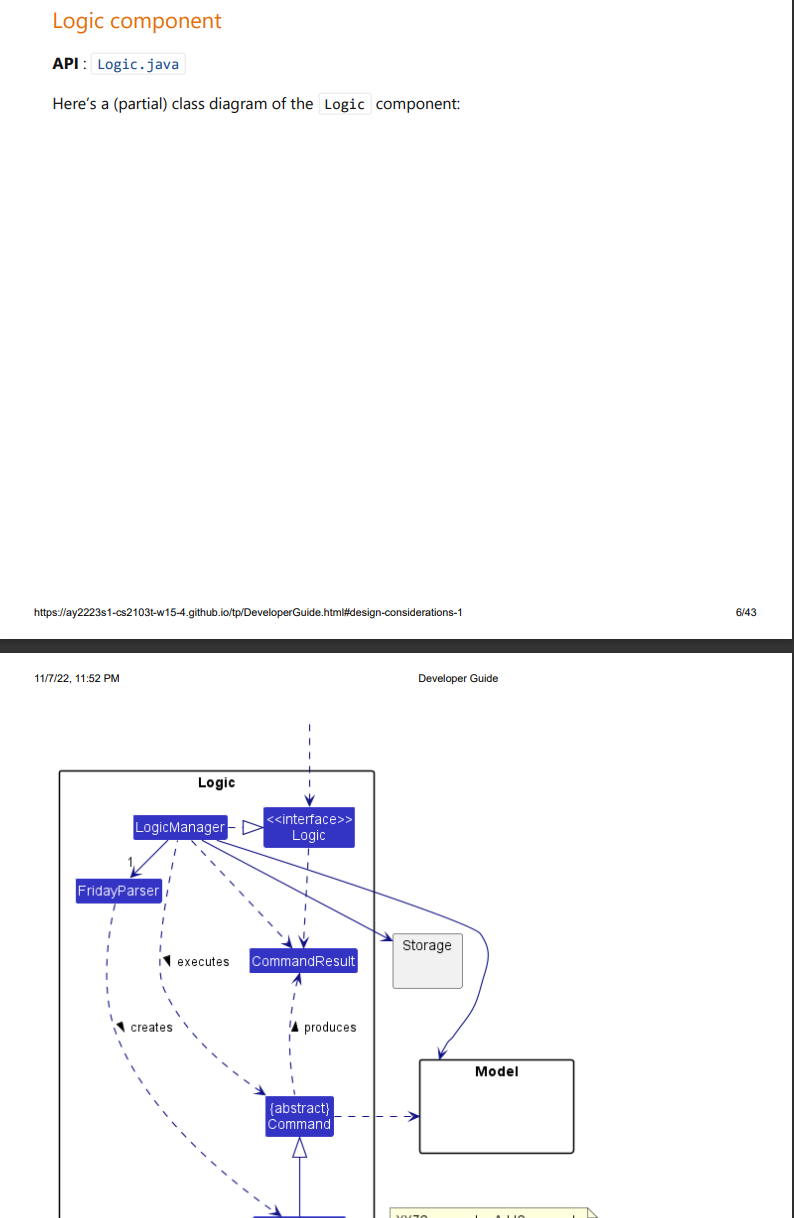 Logic component
API : Logic.java
Here's a (partial) class diagram of the Logic component:
https://ay2223s1-cs2103t-w15-4.github.io/tp/DeveloperGuide.html#design-considerations-1 6/43
11/7/22, 11:52 PM Developer Guide
Logic
LogicManager
<<interface>>
Logic
1
FridayParser
Storage
executes
CommandResult
creates
produces
Model
{abstract}
Command